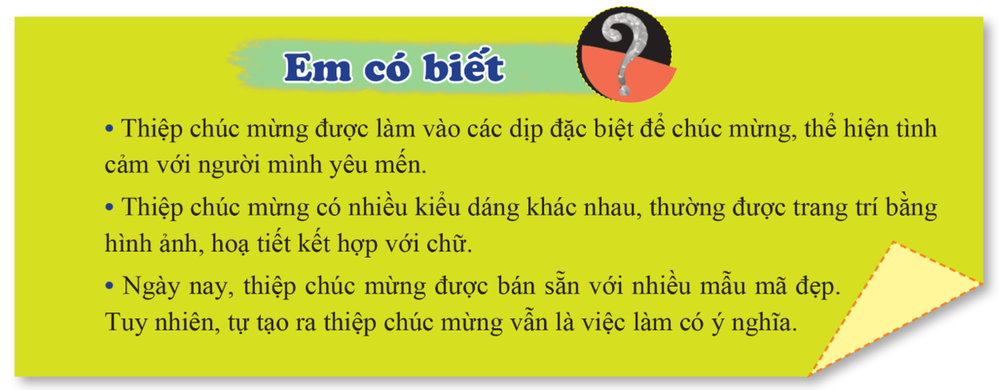 Em có biết ?
• Thiệp chúc mừng được làm vào các dịp đặc biệt để chúc mừng, thể hiện tình
cảm với người mình yêu mến.
• Thiệp chúc mừng có nhiều kiểu dáng khác nhau, thường được trang trí bằng
hình ảnh, hoạ tiết kết hợp với chữ.
• Ngày nay, thiệp chúc mừng được bán sẵn với nhiều mẫu mã đẹp.
Tuy nhiên, tự tạo ra thiệp chúc mừng vẫn là việc làm có ý nghĩa.